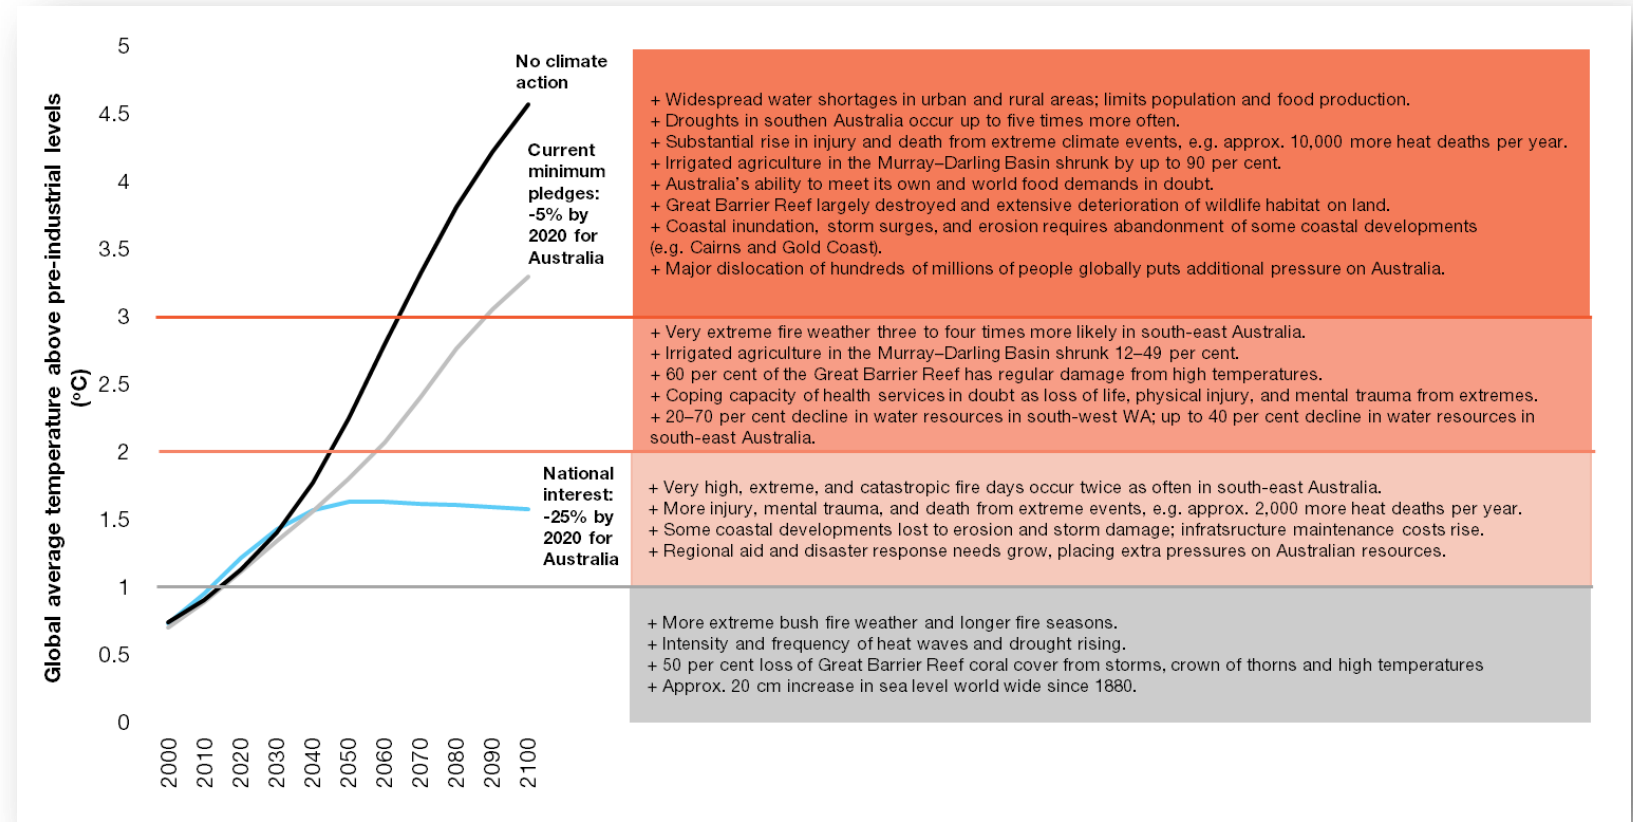 Global average temperature above pre-industrial levels
(°C)
5
4.5
4
3.5
3
2.5
2
1.5
1
0.5
0
2000
2010
2020
2030
2040
2050
2060
2070
2080
2090
2100
No climate
action
Current
minimum
pledges:
-5% by
2020 for
Australia
National
interest:
-25% by
2020 for
Australia
+ Widespread water shortages in urban and rural areas; limits population and food production.
+ Droughts in southen Australia occur up to five times more often.
+ Substantial rise in injury and death from extreme climate events, e.g. approx. 10,000 more heat deaths per year.
+ Irrigated agriculture in the Murray–Darling Basin shrunk by up to 90 per cent.
+ Australia's ability to meet its own and world food demands in doubt.
+ Great Barrier Reef largely destroyed and extensive deterioration of wildlife habitat on land.
+ Coastal inundation, storm surges, and erosion requires abandonment of some coastal developments
(e.g. Cairns and Gold Coast).
+ Major dislocation of hundreds of millions of people globally puts additional pressure on Australia.
+ Very extreme fire weather three to four times more likely in south-east Australia.
+ Irrigated agriculture in the Murray–Darling Basin shrunk 12–49 per cent.
+ 60 per cent of the Great Barrier Reef has regular damage from high temperatures.
+ Coping capacity of health services in doubt as loss of life, physical injury, and mental trauma from extremes.
+ 20–70 per cent decline in water resources in south-west WA; up to 40 per cent decline in water resources in
south-east Australia.
+ Very high, extreme, and catastropic fire days occur twice as often in south-east Australia.
+ More injury, mental trauma, and death from extreme events, e.g. approx. 2,000 more heat deaths per year.
+ Some coastal developments lost to erosion and storm damage; infratsructure maintenance costs rise.
+ Regional aid and disaster response needs grow, placing extra pressures on Australian resources.
+ More extreme bush fire weather and longer fire seasons.
+ Intensity and frequency of heat waves and drought rising.
+ 50 per cent loss of Great Barrier Reef coral cover from storms, crown of thorns and high temperatures
+ Approx. 20 cm increase in sea level world wide since 1880.